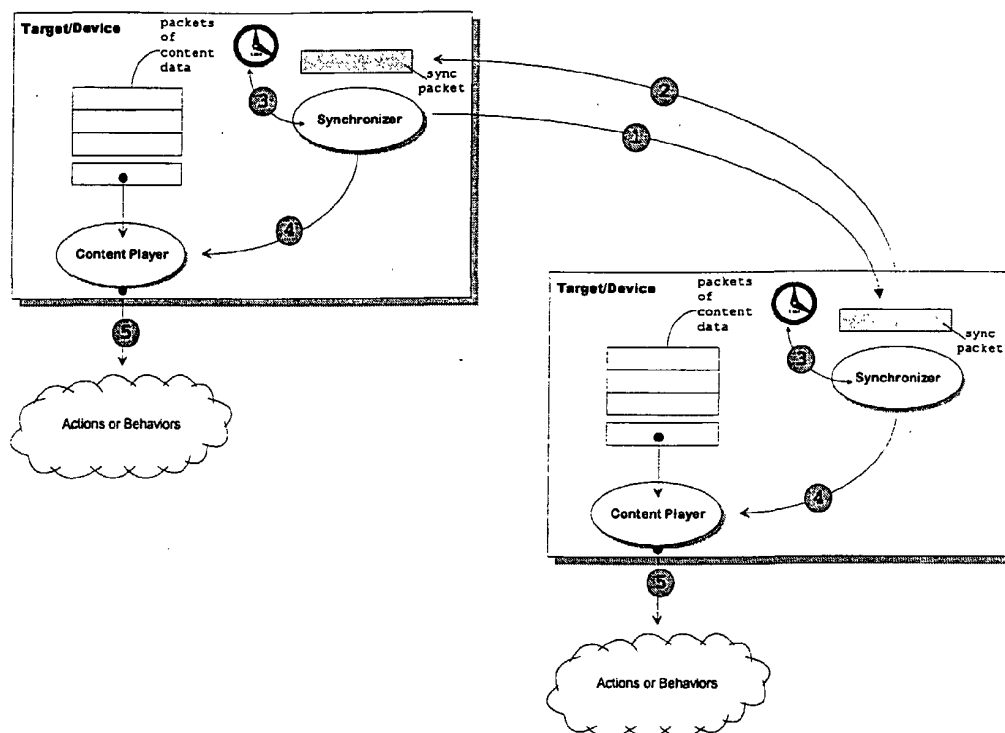 Target/Device
packets
of
content
data
sync
packet
2
3
Synchronizer
1
4
Content Player
5
Actions or Behaviors
Target/Device
packets
of
content
data
sync
packet
3
Synchronizer
4
Content Player
5
Actions or Behaviors